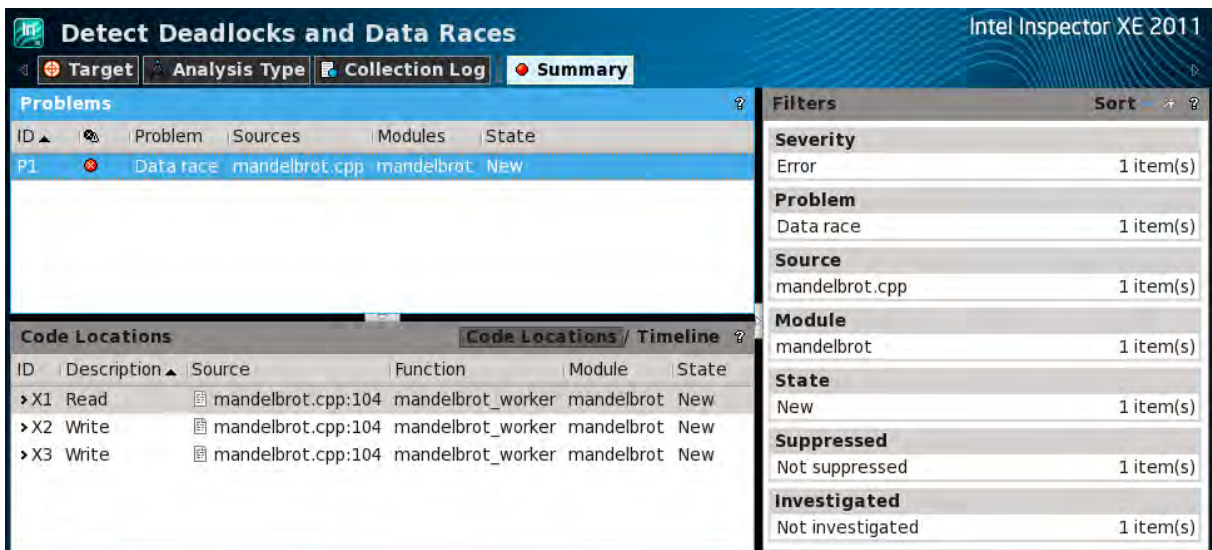 Detect Deadlocks and Data Races
Intel Inspector XE 2011
Target
Analysis Type
Collection Log
Summary
Problems ?
ID Problem Sources Modules State
P1 Data race mandelbrot.cpp mandelbrot New
Code Locations Code Locations / Timeline ?
ID Description Source Function Module State
X1 Read mandelbrot.cpp:104 mandelbrot_worker mandelbrot New
X2 Write mandelbrot.cpp:104 mandelbrot_worker mandelbrot New
X3 Write mandelbrot.cpp:104 mandelbrot_worker mandelbrot New
Filters Sort ?
Severity
Error 1 item(s)
Problem
Data race 1 item(s)
Source
mandelbrot.cpp 1 item(s)
Module
mandelbrot 1 item(s)
State
New 1 item(s)
Suppressed
Not suppressed 1 item(s)
Investigated
Not investigated 1 item(s)